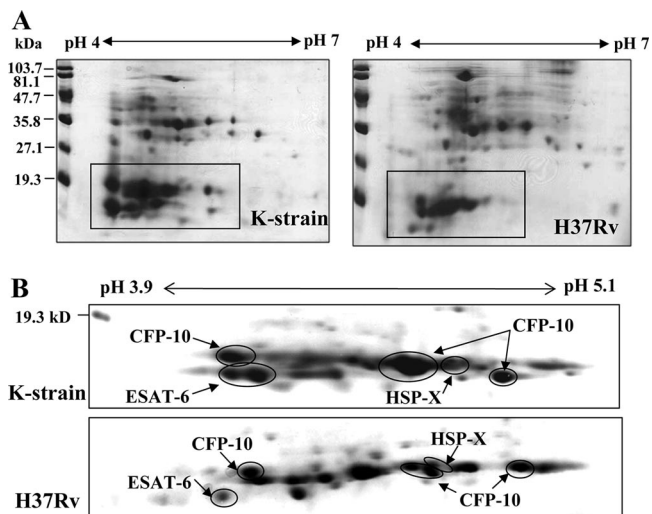 A
kDa
pH 4
pH 7
pH 4
pH 7
103.7
81.1
47.7
35.8
27.1
19.3
K-strain
H37Rv
B
pH 3.9
pH 5.1
19.3 kD
CFP-10
CFP-10
K-strain
ESAT-6
HSP-X
CFP-10
HSP-X
ESAT-6
CFP-10
H37Rv